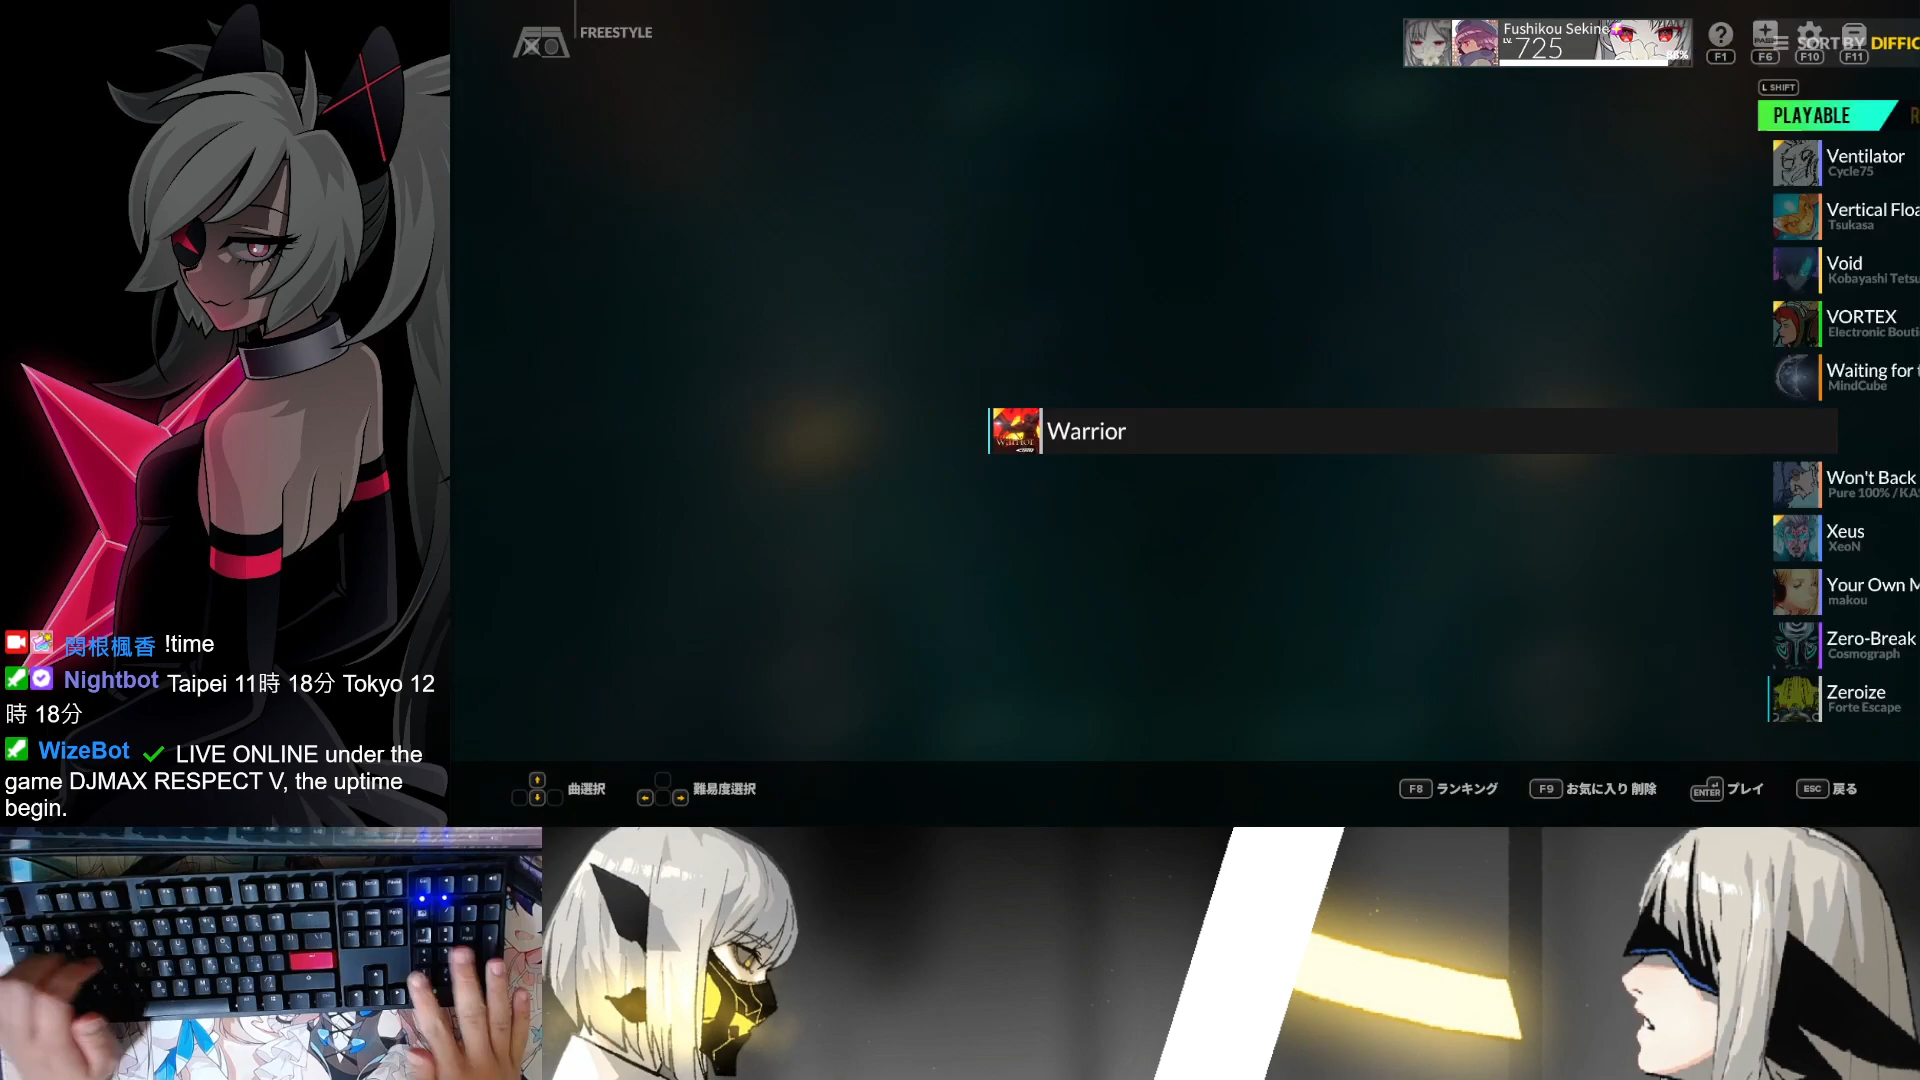 FREESTYLE
Fushikou Sekine
LV. 725
F1
F6
F10
F11
SORT BY DIFFIC
L SHIFT
PLAYABLE
R
Ventilator
Cycle75
Vertical Floa
Tsukasa
Void
Kobayashi Tetsu
VORTEX
Electronic Bouti
Waiting for t
MindCube
Warrior
Won't Back
Pure 100% / KA
Xeus
XeoN
Your Own M
makou
Zero-Break
Cosmograph
Zeroize
Forte Escape
関根楓香 !time
Nightbot Taipei 11時 18分 Tokyo 12
時 18分
WizeBot LIVE ONLINE under the
game DJMAX RESPECT V, the uptime
begin.
曲選択
難易度選択
F8 ランキング
F9 お気に入り 削除
ENTER プレイ
ESC 戻る